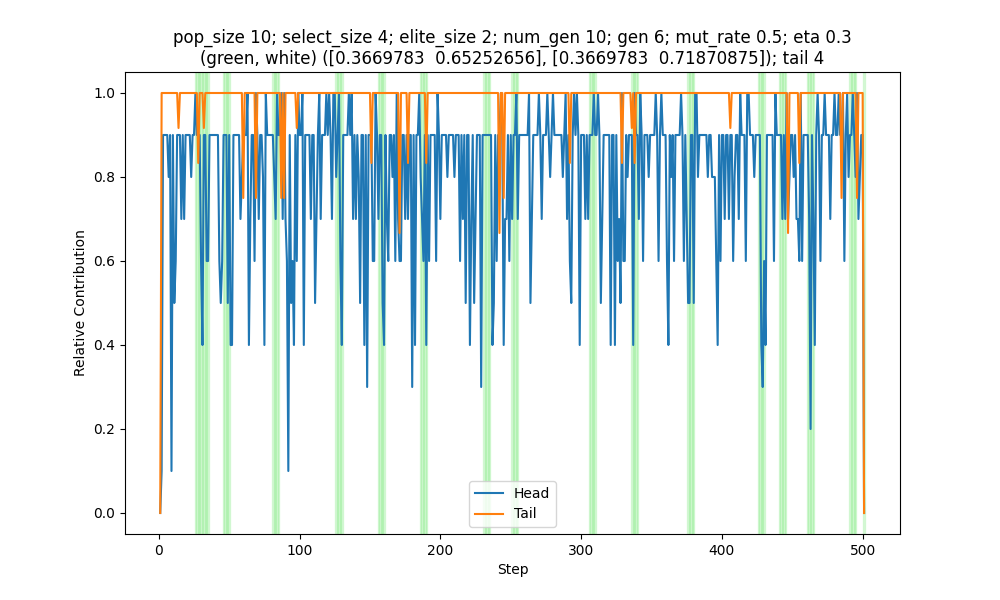 pop_size 10; select_size 4; elite_size 2; num_gen 10; gen 6; mut_rate 0.5; eta 0.3
(green, white) ([0.3669783  0.65252656], [0.3669783  0.71870875]); tail 4
1.0
0.8
0.6
0.4
0.2
0.0
Relative Contribution
Head
Tail
0
100
200
300
400
500
Step